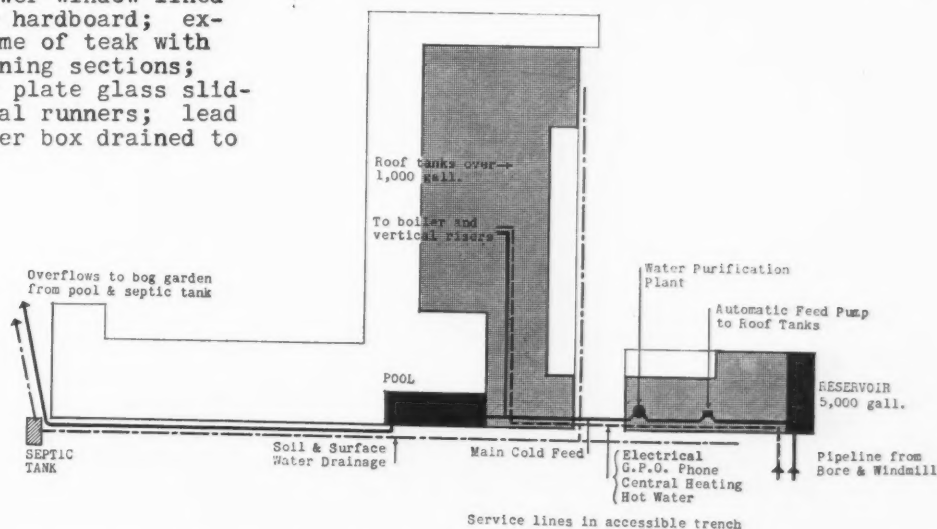 wer window lined
hardboard; ex-
me of teak with
ning sections;
plate glass slid-
al runners; lead
er box drained to
Roof tanks over
1,000 gall.
To boiler and
vertical risers
Overflows to bog garden
from pool & septic tank
Water Purification
Plant
Automatic Feed Pump
to Roof Tanks
POOL
RESERVOIR
5,000 gall.
SEPTIC
TANK
Soil & Surface
Water Drainage
Main Cold Feed
Electrical
G.P.O. Phone
Central Heating
Hot Water
Pipeline from
Bore & Windmill
Service lines in accessible trench